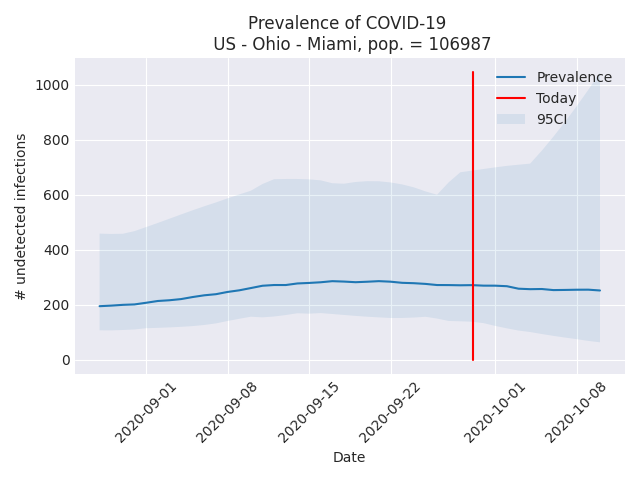 Prevalence of COVID-19
US - Ohio - Miami, pop. = 106987
Prevalence
Today
95CI
# undetected infections
1000
800
600
400
200
0
2020-09-01
2020-09-08
2020-09-15
2020-09-22
2020-10-01
2020-10-08
Date